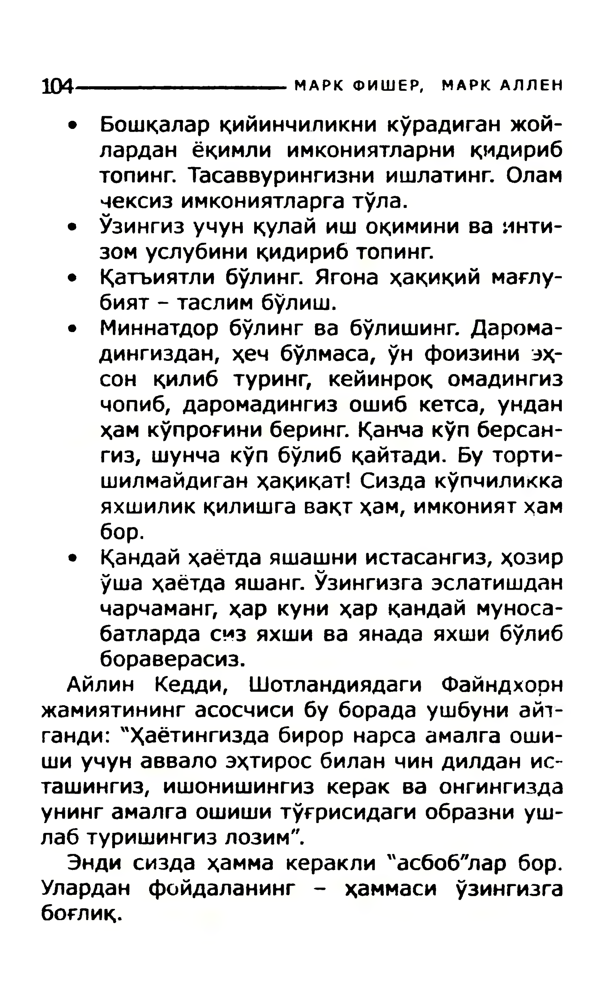 104 МАРК ФИШЕР, МАРК АЛЛЕН
• Бошқалар қийинчиликни кўрадиган жой-
лардан ёқимли имкониятларни қидириб
топинг. Тасаввурингизни ишлатинг. Олам
чексиз имкониятларга тўла.
• Ўзингиз учун қулай иш оқимини ва инти-
зом услубини қидириб топинг.
• Қатъиятли бўлинг. Ягона ҳақиқий мағлу-
бият – таслим бўлиш.
• Миннатдор бўлинг ва бўлишинг. Дарома-
дингиздан, ҳеч бўлмаса, ўн фоизини эҳ-
сон қилиб туринг, кейинроқ омадингиз
чопиб, даромадингиз ошиб кетса, ундан
ҳам кўпроғини беринг. Қанча кўп берсан-
гиз, шунча кўп бўлиб қайтади. Бу торти-
шилмайдиган ҳақиқат! Сизда кўпчиликка
яхшилик қилишга вақт ҳам, имконият ҳам
бор.
• Қандай ҳаётда яшашни истасангиз, ҳозир
ўша ҳаётда яшанг. Ўзингизга эслатишдан
чарчаманг, ҳар куни ҳар қандай муноса-
батларда сиз яхши ва янада яхши бўлиб
бораверасиз.
Айлин Кедди, Шотландиядаги Файндхорн
жамиятининг асосчиси бу борада ушбуни айт-
ганди: "Ҳаётингизда бирор нарса амалга оши-
ши учун аввало эҳтирос билан чин дилдан ис-
ташингиз, ишонишингиз керак ва онгингизда
унинг амалга ошиши тўғрисидаги образни уш-
лаб туришингиз лозим".
Энди сизда ҳамма керакли "асбоб"лар бор.
Улардан фойдаланинг – ҳаммаси ўзингизга
боғлиқ.